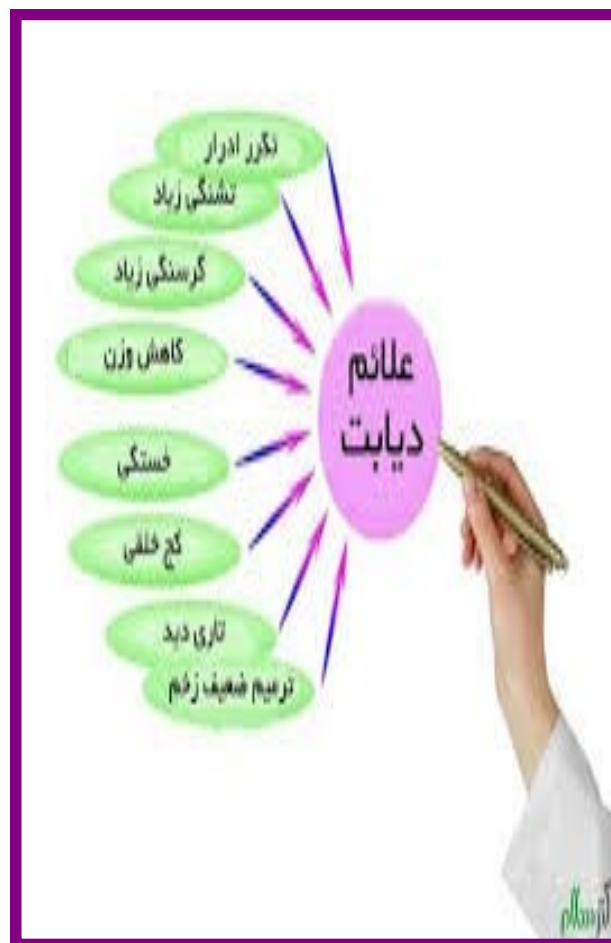 تکرر ادرار
تشنگی زیاد
گرسنگی زیاد
کاهش وزن
خستگی
کج خلقی
تاری دید
ترمیم ضعیف زخم
علائم
دیابت